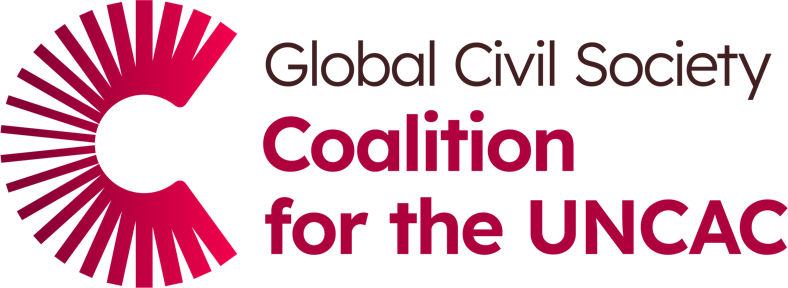 Global Civil Society
Coalition
for the UNCAC